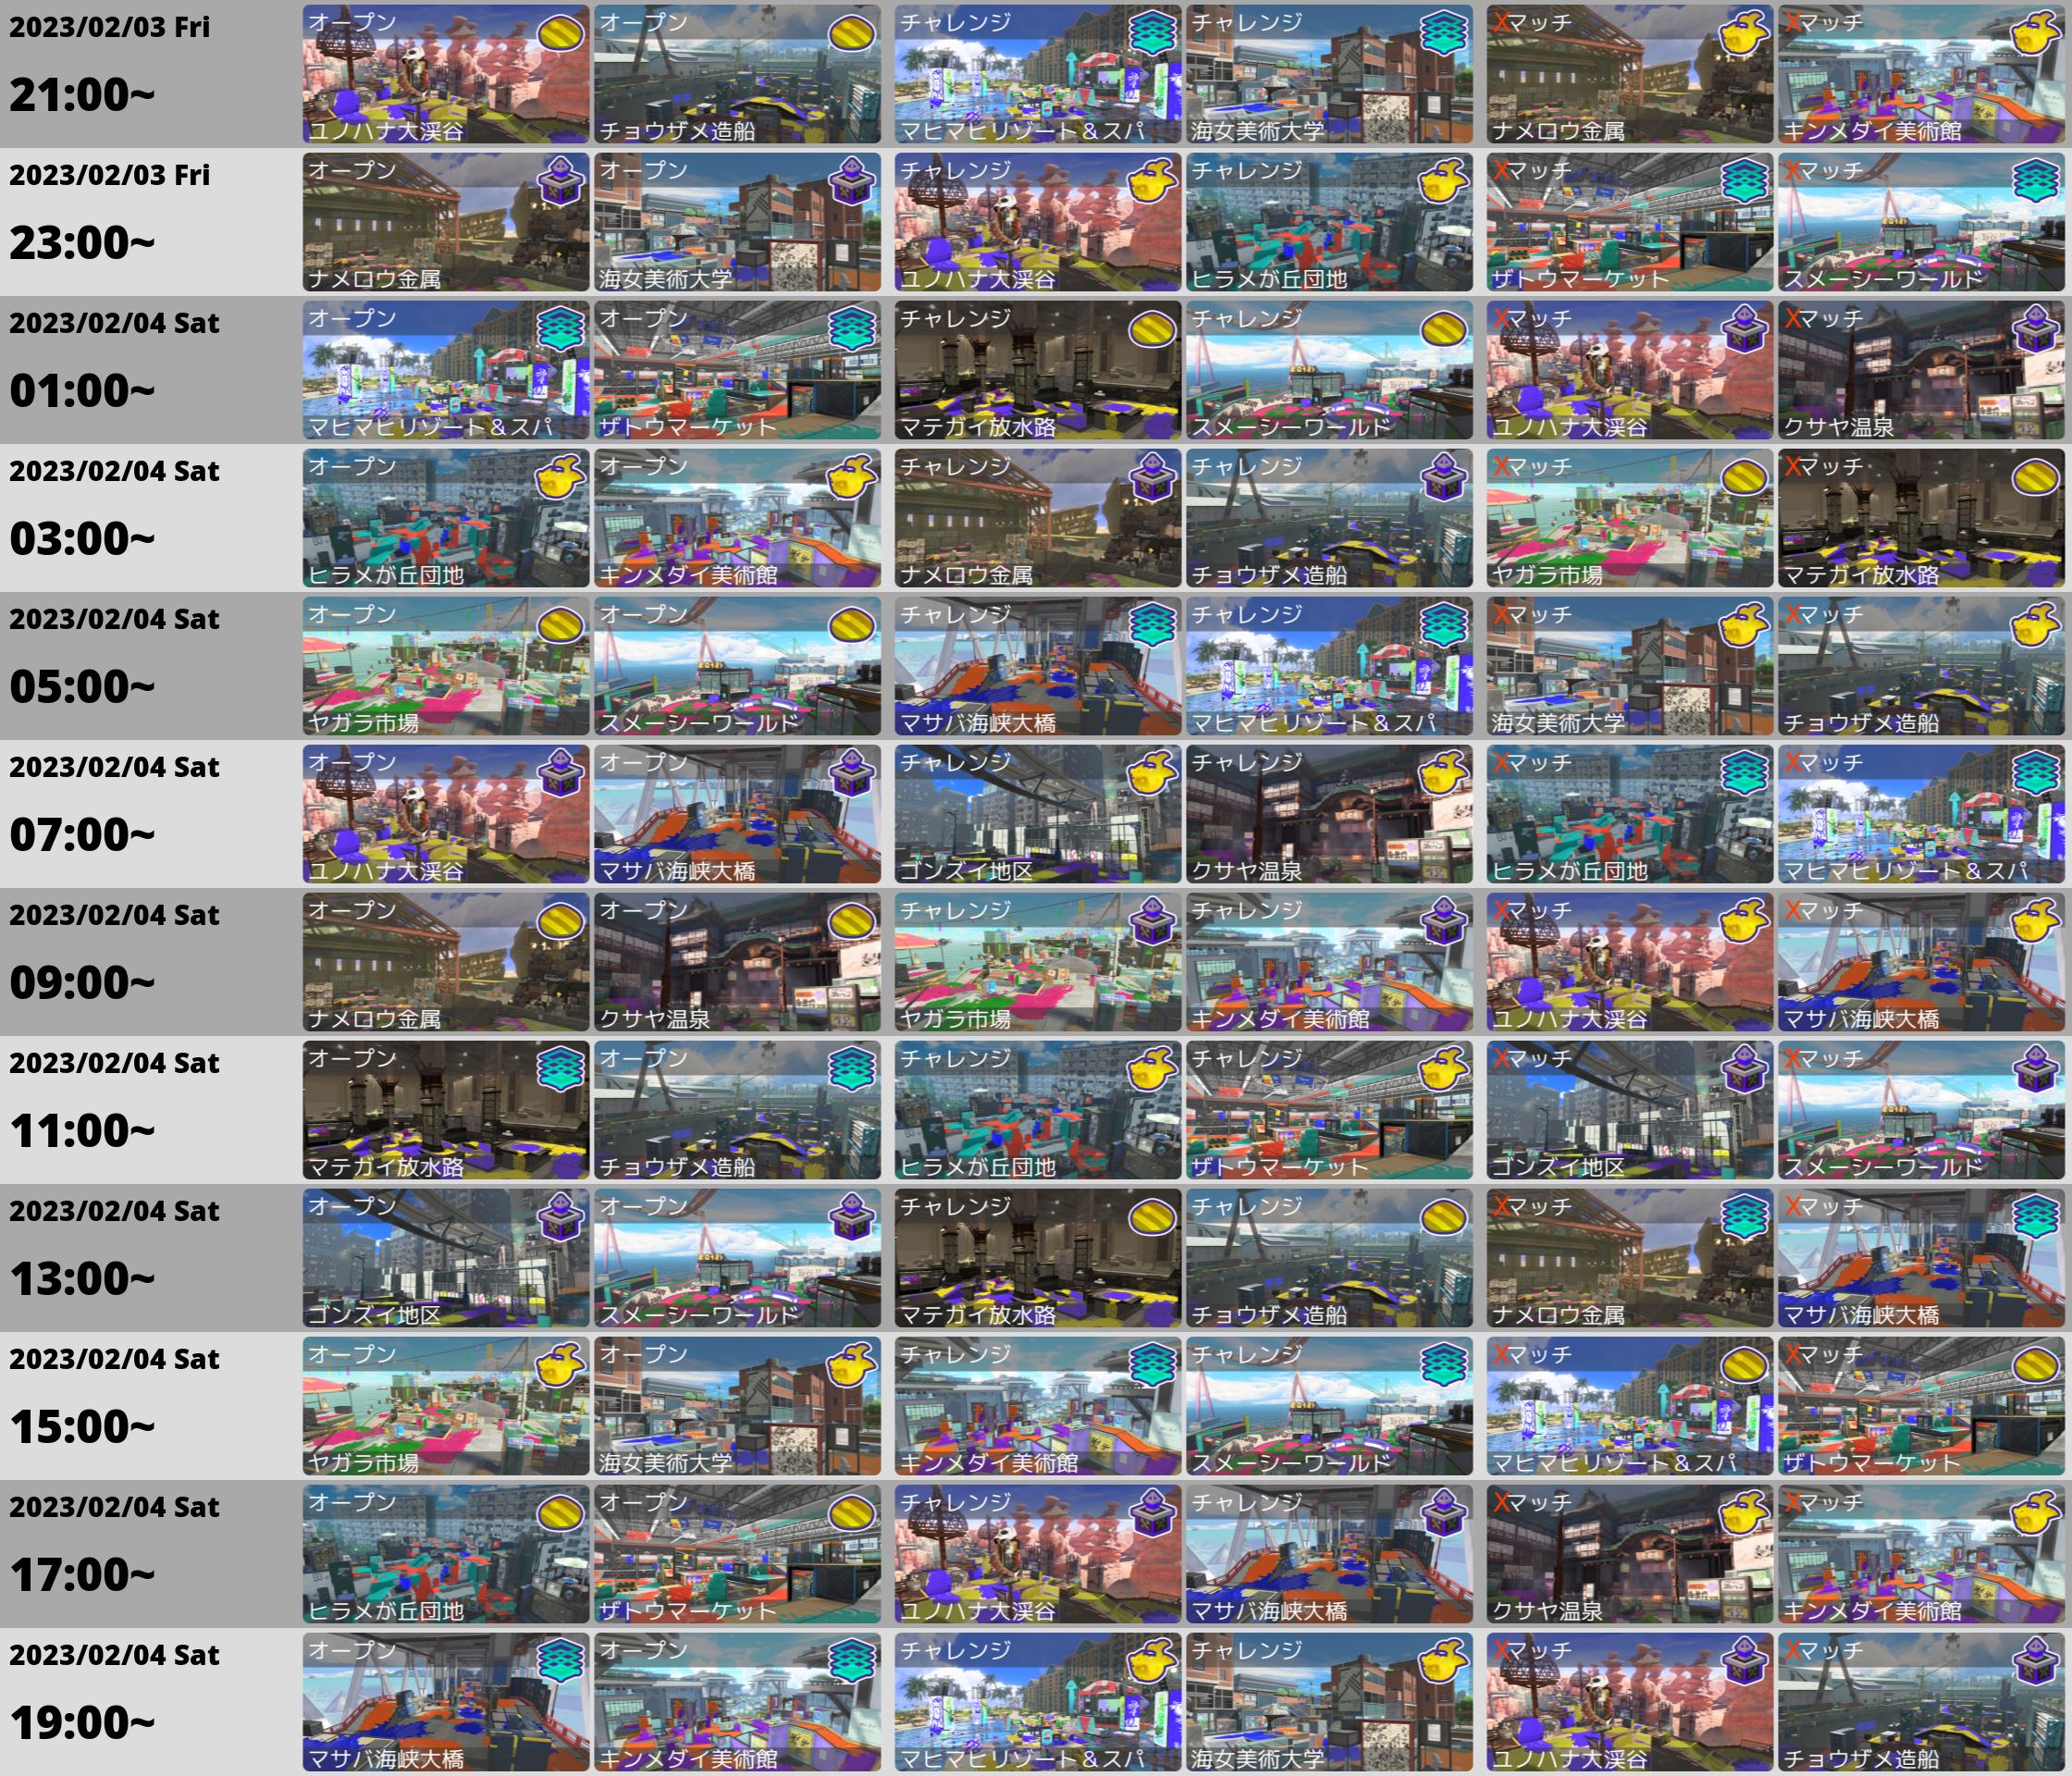 2023/02/03 Fri
21:00~
オープン オープン チャレンジ チャレンジ Xマッチ Xマッチ
ユノハナ大渓谷 チョウザメ造船 マヒマヒリゾート＆スパ 海女美術大学 ナメロウ金属 キンメダイ美術館
2023/02/03 Fri
23:00~
オープン オープン チャレンジ チャレンジ Xマッチ Xマッチ
ナメロウ金属 海女美術大学 ユノハナ大渓谷 ヒラメが丘団地 ザトウマーケット スメーシーワールド
2023/02/04 Sat
01:00~
オープン オープン チャレンジ チャレンジ Xマッチ Xマッチ
マヒマヒリゾート＆スパ ザトウマーケット マテガイ放水路 スメーシーワールド ユノハナ大渓谷 クサヤ温泉
2023/02/04 Sat
03:00~
オープン オープン チャレンジ チャレンジ Xマッチ Xマッチ
ヒラメが丘団地 キンメダイ美術館 ナメロウ金属 チョウザメ造船 ヤガラ市場 マテガイ放水路
2023/02/04 Sat
05:00~
オープン オープン チャレンジ チャレンジ Xマッチ Xマッチ
ヤガラ市場 スメーシーワールド マサバ海峡大橋 マヒマヒリゾート＆スパ 海女美術大学 チョウザメ造船
2023/02/04 Sat
07:00~
オープン オープン チャレンジ チャレンジ Xマッチ Xマッチ
ユノハナ大渓谷 マサバ海峡大橋 ゴンズイ地区 クサヤ温泉 ヒラメが丘団地 マヒマヒリゾート＆スパ
2023/02/04 Sat
09:00~
オープン オープン チャレンジ チャレンジ Xマッチ Xマッチ
ナメロウ金属 クサヤ温泉 ヤガラ市場 キンメダイ美術館 ユノハナ大渓谷 マサバ海峡大橋
2023/02/04 Sat
11:00~
オープン オープン チャレンジ チャレンジ Xマッチ Xマッチ
マテガイ放水路 チョウザメ造船 ヒラメが丘団地 ザトウマーケット ゴンズイ地区 スメーシーワールド
2023/02/04 Sat
13:00~
オープン オープン チャレンジ チャレンジ Xマッチ Xマッチ
ゴンズイ地区 スメーシーワールド マテガイ放水路 チョウザメ造船 ナメロウ金属 マサバ海峡大橋
2023/02/04 Sat
15:00~
オープン オープン チャレンジ チャレンジ Xマッチ Xマッチ
ヤガラ市場 海女美術大学 キンメダイ美術館 スメーシーワールド マヒマヒリゾート＆スパ ザトウマーケット
2023/02/04 Sat
17:00~
オープン オープン チャレンジ チャレンジ Xマッチ Xマッチ
ヒラメが丘団地 ザトウマーケット ユノハナ大渓谷 マサバ海峡大橋 クサヤ温泉 キンメダイ美術館
2023/02/04 Sat
19:00~
オープン オープン チャレンジ チャレンジ Xマッチ Xマッチ
マサバ海峡大橋 キンメダイ美術館 マヒマヒリゾート＆スパ 海女美術大学 ユノハナ大渓谷 チョウザメ造船